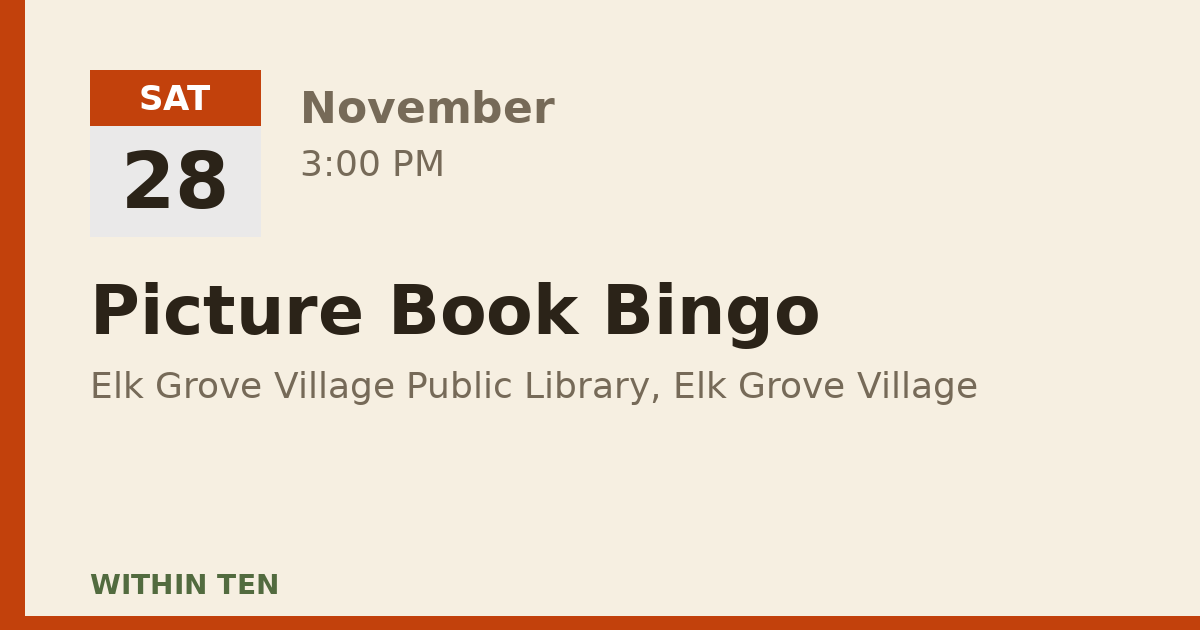 SAT
28
November
3:00 PM
Picture Book Bingo
Elk Grove Village Public Library, Elk Grove Village
WITHIN TEN